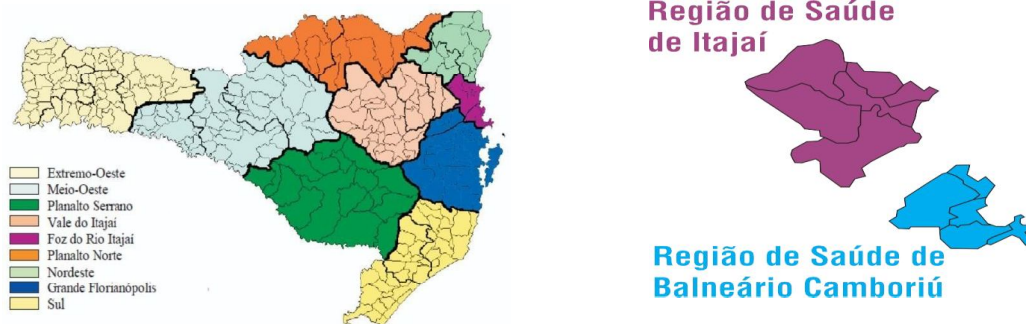 Extremo-Oeste
Meio-Oeste
Planalto Serrano
Vale do Itajaí
Foz do Rio Itajaí
Planalto Norte
Nordeste
Grande Florianópolis
Sul
Região de Saúde
de Itajaí
Região de Saúde de
Balneário Camboriú